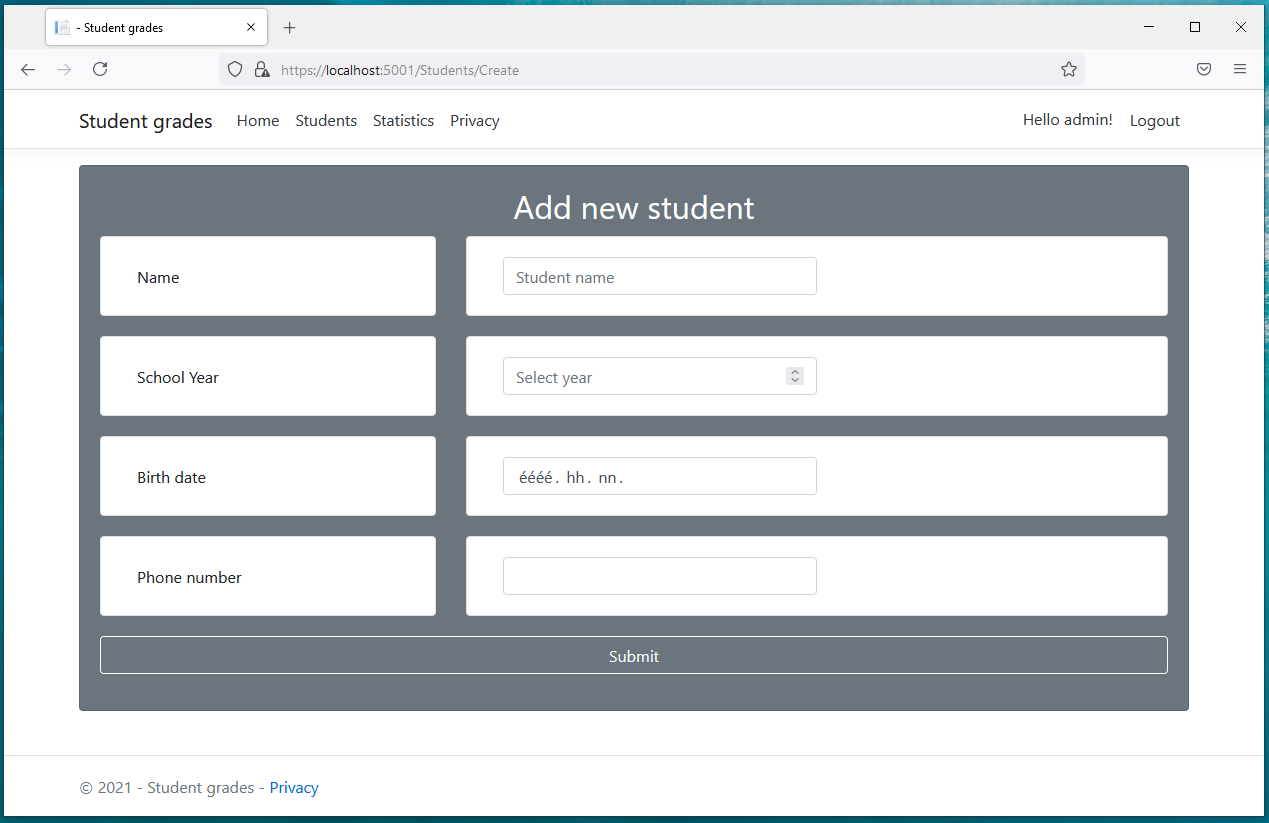 - Student grades
https://localhost:5001/Students/Create
Student grades Home Students Statistics Privacy Hello admin! Logout
Add new student
Name Student name
School Year Select year
Birth date éééé. hh. nn.
Phone number
Submit
© 2021 - Student grades - Privacy